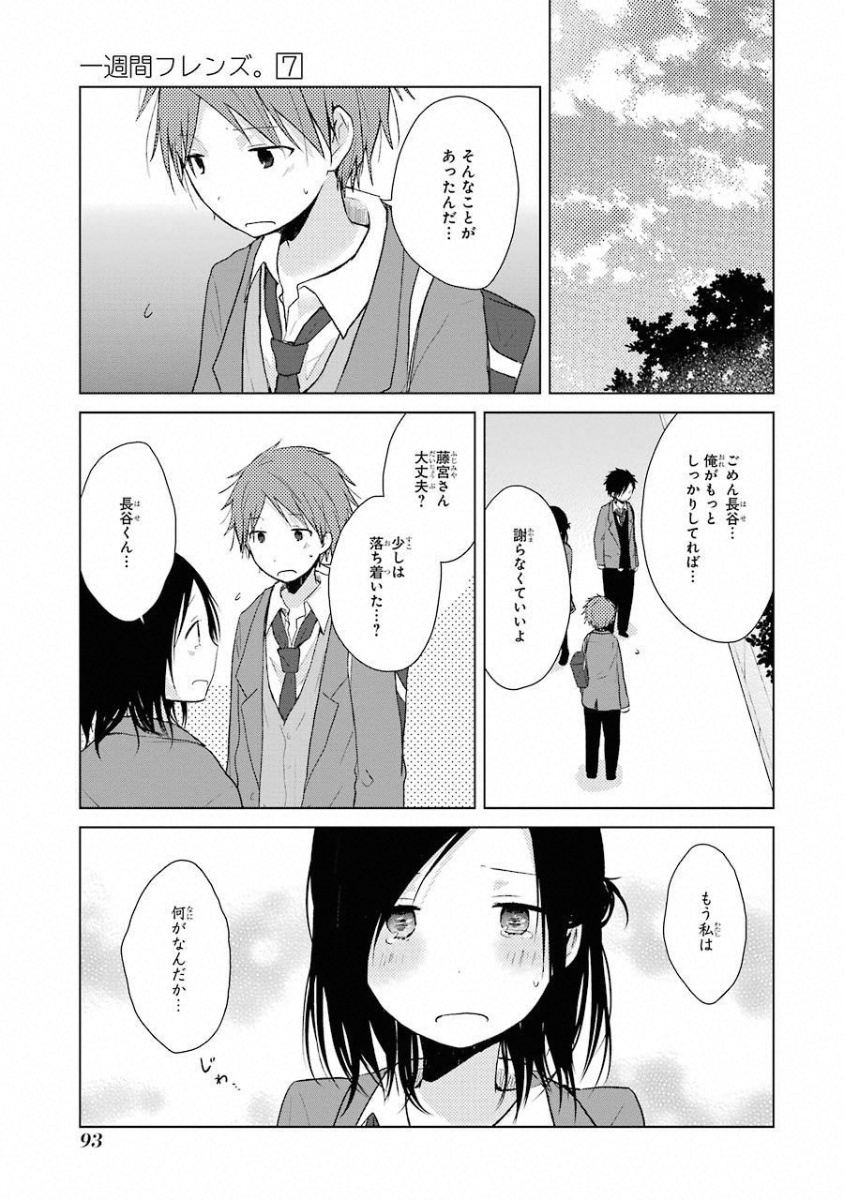 一週間フレンズ。7
そんなことが
あったんだ…
ごめん長谷…
俺がもっと
しっかりしてれば…
謝らなくていいよ
藤宮さん
大丈夫?
少しは
落ち着いた…?
長谷くん…
もう私は
何がなんだか…
じわ…
93